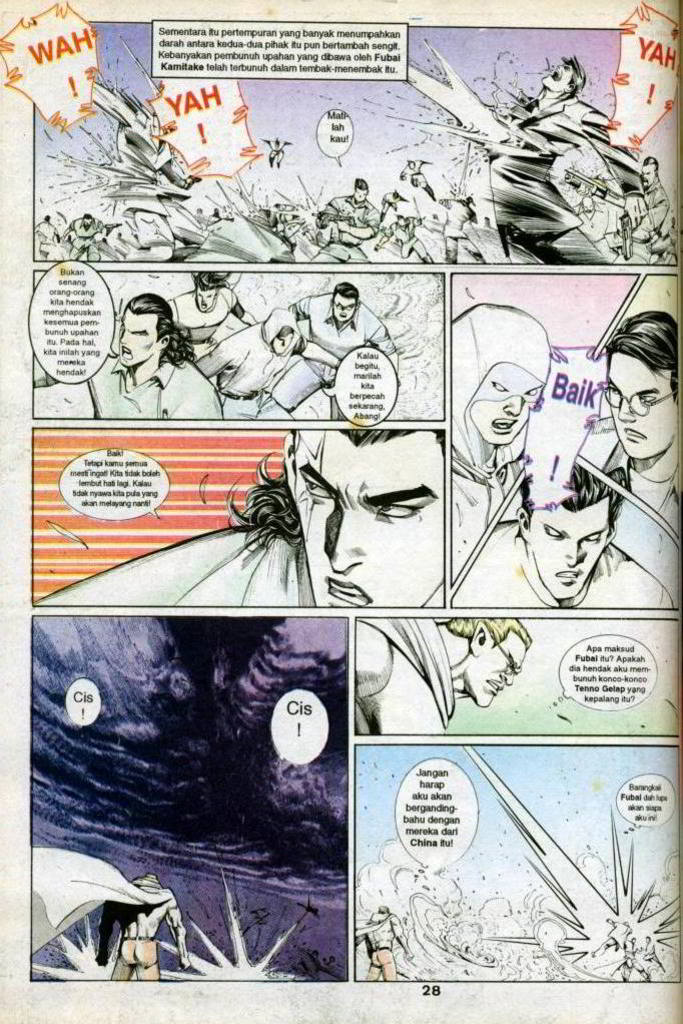 WAH
!
Sementara itu pertempuran yang banyak menumpahkan
darah antara kedua-dua pihak itu pun bertambah sengit.
Kebanyakan pembunuh upahan yang dibawa oleh Fubai
Kamitake telah terbunuh dalam tembak-menembak itu.
YAH
!
YAH
!
Mati-
lah
kau!
Bukan
senang
orang-orang
kita hendak
menghapuskan
kesemua pem-
bunuh upahan
itu. Pada hal,
kita inilah yang
mereka
hendak!
Kalau
begitu,
marilah
kita
berpecah
sekarang,
Abang!
Baik
!
Baik!
Tetapi kamu semua
mesti ingat! Kita tidak boleh
lembut hati lagi. Kalau
tidak nyawa kita pula yang
akan melayang nanti!
Cis
!
Cis
!
Apa maksud
Fubai itu? Apakah
dia hendak aku mem-
bunuh konco-konco
Tenno Gelap yang
kepalang itu?
Jangan
harap
aku akan
berganding-
bahu dengan
mereka dari
China itu!
Barangkali
Fubai dah lupa
akan siapa
aku ini!
28